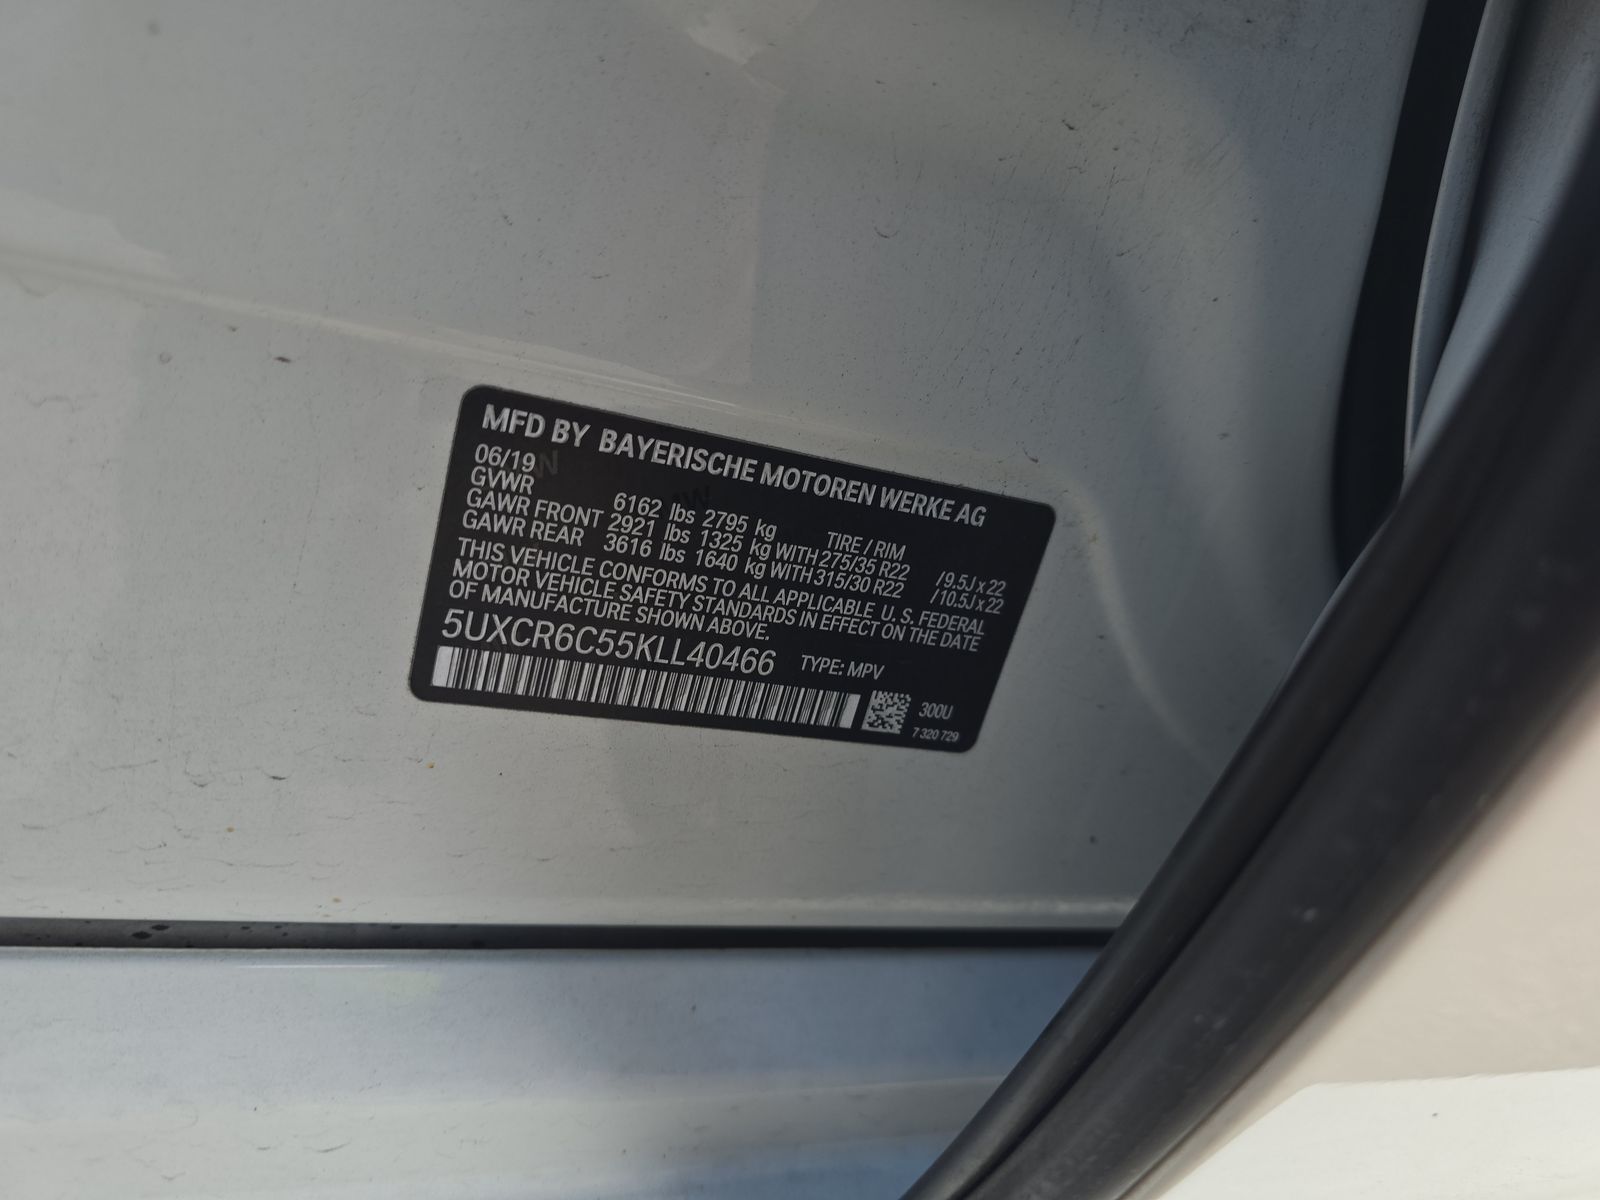 MFD BY BAYERISCHE MOTOREN WERKE AG
06/19
GVWR 6162 lbs 2795 kg TIRE / RIM
GAWR FRONT 2921 lbs 1325 kg WITH 275/35 R22 /9.5J x 22
GAWR REAR 3616 lbs 1640 kg WITH 315/30 R22 /10.5J x 22
THIS VEHICLE CONFORMS TO ALL APPLICABLE U. S. FEDERAL
MOTOR VEHICLE SAFETY STANDARDS IN EFFECT ON THE DATE
OF MANUFACTURE SHOWN ABOVE.
5UXCR6C55KLL40466 TYPE: MPV
300U
7 320 729